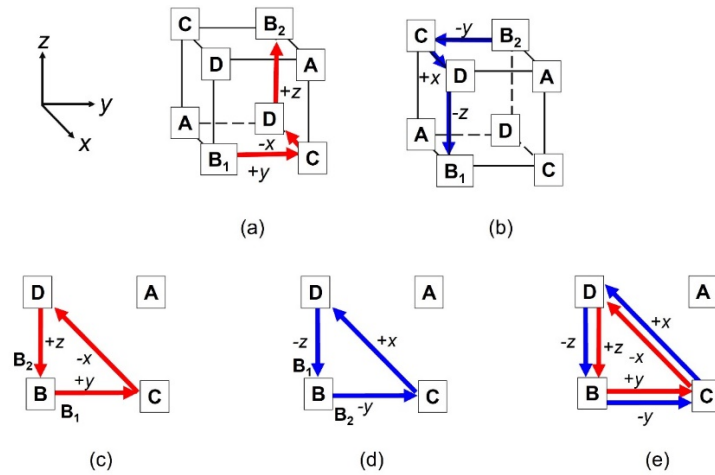 C
B₂
-y
C
B₂
z
D
A
+x
D
A
+z
-z
y
A
D
A
D
x
B₁
-x
C
B₁
C
+y
(a)
(b)
D
A
D
A
D
A
+z
-x
-z
+x
-z
+z
-x
+x
B₂
B₁
B
+y
C
B
-y
C
B
+y
C
B₁
B₂
-y
(c)
(d)
(e)